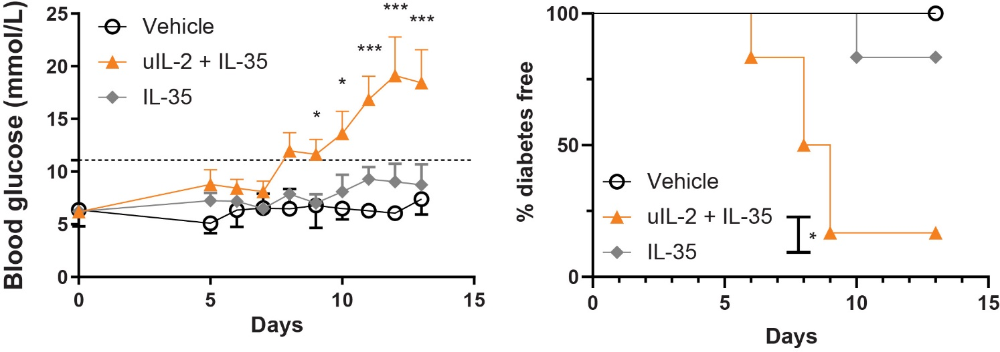 Blood glucose (mmol/L)
25
20
15
10
5
0
Vehicle
uIL-2 + IL-35
IL-35
*
*
***
***
***
0 5 10 15
Days
% diabetes free
100
50
0
Vehicle
uIL-2 + IL-35
IL-35
*
0 5 10 15
Days